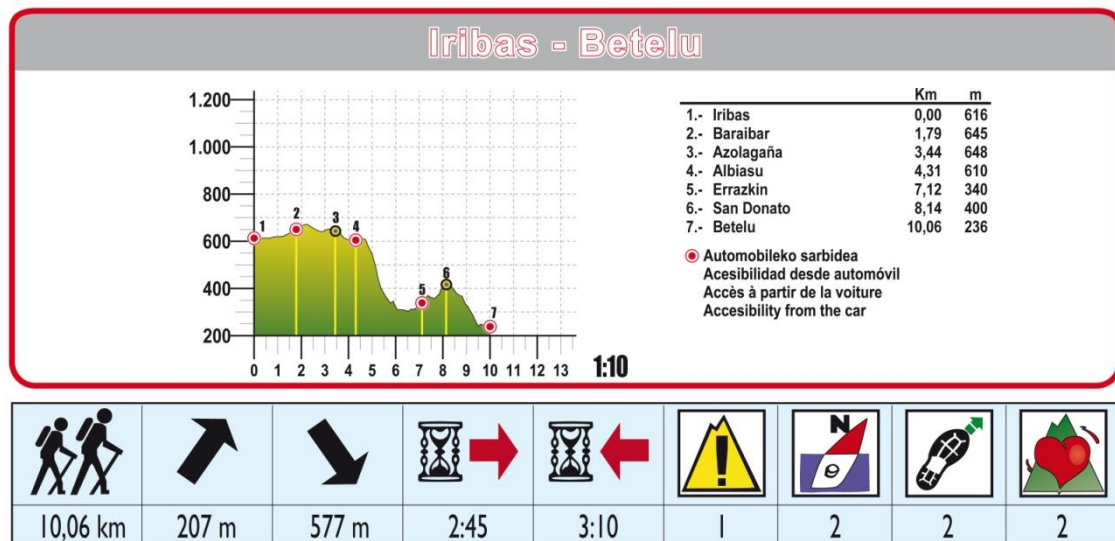 Iribas - Betelu
1.200
1.000
800
600
400
200
1
2
3
4
5
6
7
0 1 2 3 4 5 6 7 8 9 10 11 12 13
1:10
Km m
1.- Iribas 0,00 616
2.- Baraibar 1,79 645
3.- Azolagaña 3,44 648
4.- Albiasu 4,31 610
5.- Errazkin 7,12 340
6.- San Donato 8,14 400
7.- Betelu 10,06 236
Automobileko sarbidea
Acesibilidad desde automóvil
Accès à partir de la voiture
Accesibility from the car
N
10,06 km 207 m 577 m 2:45 3:10 1 2 2 2